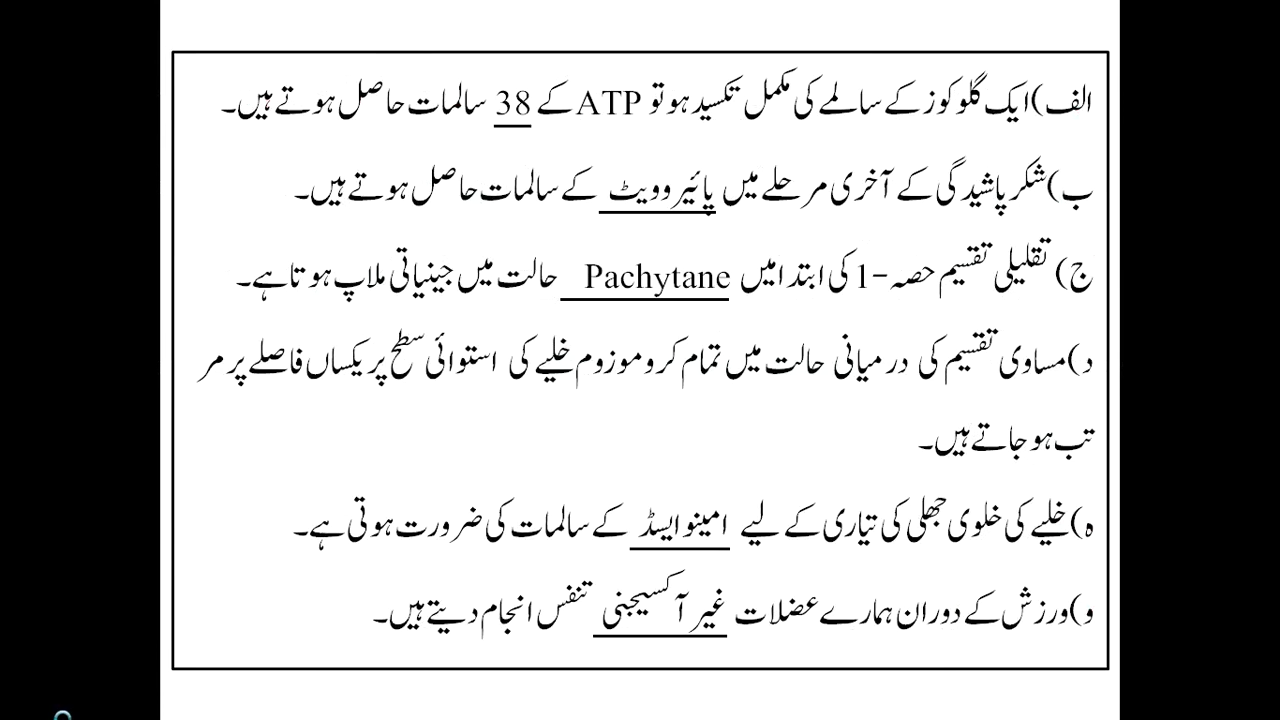 الف)ایک گلوکوز کے سالمے کی مکمل تکسید ہو تو ATP کے 38 سالمات حاصل ہوتے ہیں۔
ب)شکر پاشیدگی کے آخری مرحلے میں پائیروویٹ کے سالمات حاصل ہوتے ہیں۔
ج) تقلیلی تقسیم حصہ -1 کی ابتدا میں Pachytane حالت میں جینیاتی ملاپ ہوتا ہے۔
د)مساوی تقسیم کی درمیانی حالت میں تمام کروموزوم خلیے کی استوائی سطح پر یکساں فاصلے پر مر
تب ہو جاتے ہیں۔
ہ)خلیے کی خلوی جھلی کی تیّاری کے لیے امینو ایسڈ کے سالمات کی ضرورت ہوتی ہے۔
و)ورزش کے دوران ہمارے عضلات غیر آکسیجنی تنفس انجام دیتے ہیں۔